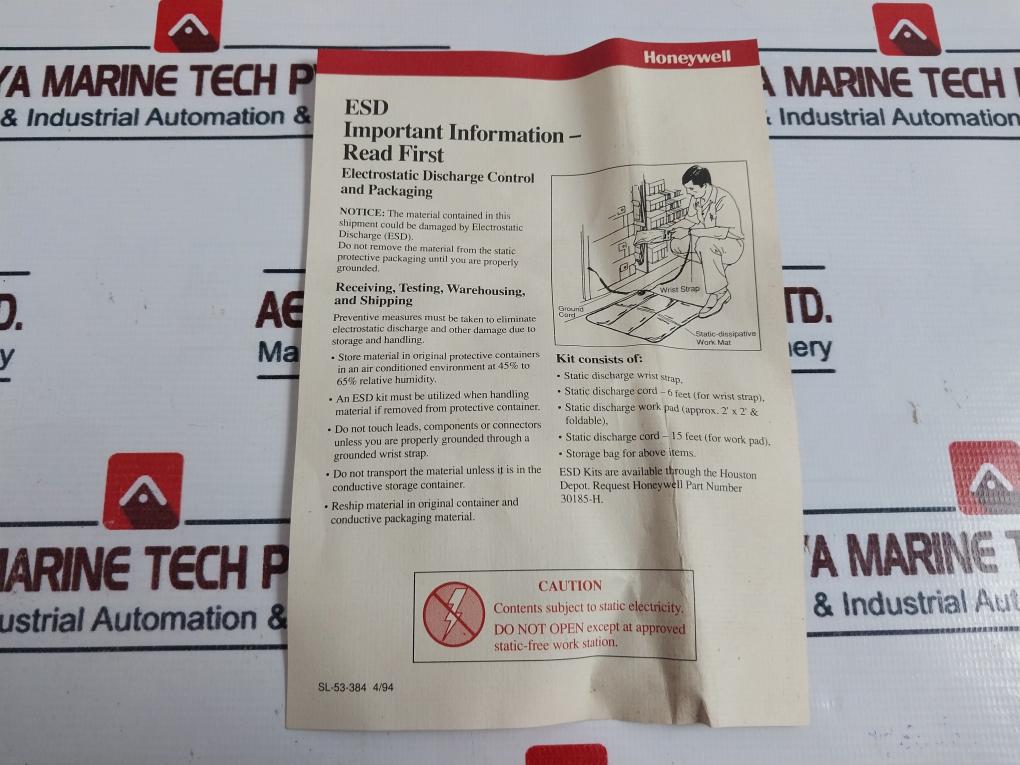 YA MARINE TECH P
& Industrial Automation &
A MARINE TECH
& Industrial Automation
Honeywell
ESD
Important Information –
Read First
Electrostatic Discharge Control
and Packaging
NOTICE: The material contained in this
shipment could be damaged by Electrostatic
Discharge (ESD).
Do not remove the material from the static
protective packaging until you are properly
grounded.
Receiving, Testing, Warehousing,
and Shipping
Preventive measures must be taken to eliminate
electrostatic discharge and other damage due to
storage and handling.
• Store material in original protective containers
in an air conditioned environment at 45% to
65% relative humidity.
• An ESD kit must be utilized when handling
material if removed from protective container.
• Do not touch leads, components or connectors
unless you are properly grounded through a
grounded wrist strap.
• Do not transport the material unless it is in the
conductive storage container.
• Reship material in original container and
conductive packaging material.
Wrist Strap
Ground
Cord
Static-dissipative
Work Mat
Kit consists of:
• Static discharge wrist strap,
• Static discharge cord – 6 feet (for wrist strap),
• Static discharge work pad (approx. 2' x 2' &
foldable),
• Static discharge cord – 15 feet (for work pad),
• Storage bag for above items.
ESD Kits are available through the Houston
Depot. Request Honeywell Part Number
30185-H.
CAUTION
Contents subject to static electricity.
DO NOT OPEN except at approved
static-free work station.
SL-53-384 4/94
D.
y
AE
Ma
TD.
ery
ARINE TECH P
ustrial Automation &
YA MARINE T
& Industrial Aut